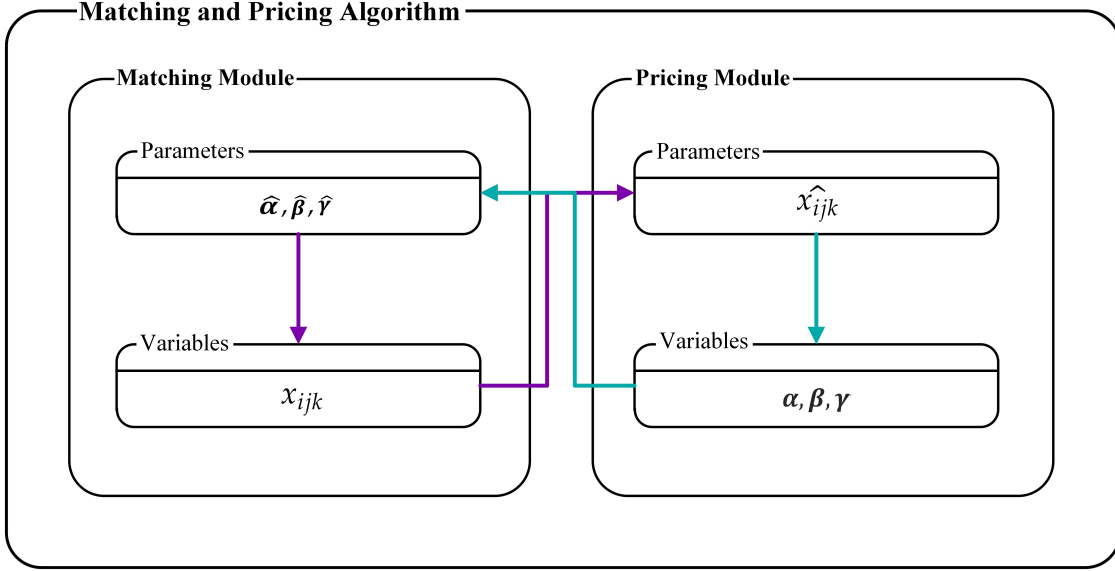 Matching and Pricing Algorithm
Matching Module
Parameters
α̂, β̂, γ̂
Variables
xᵢⱼₖ
Pricing Module
Parameters
x̂ᵢⱼₖ
Variables
α, β, γ